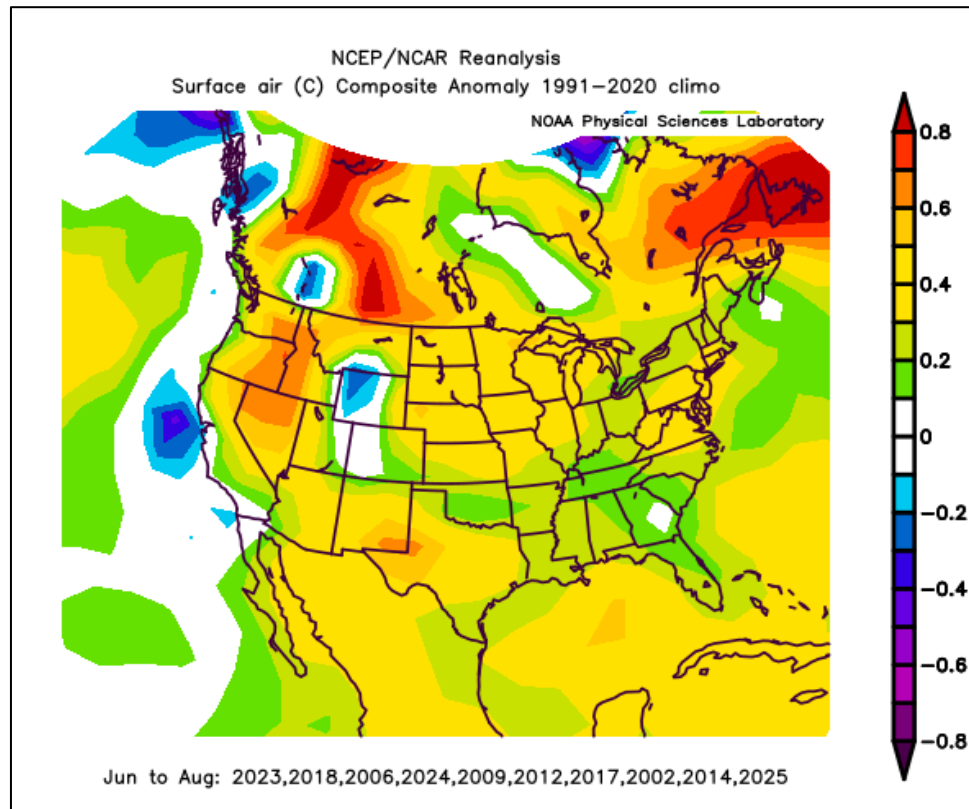 NCEP/NCAR Reanalysis
Surface air (C) Composite Anomaly 1991-2020 climo
NOAA Physical Sciences Laboratory
0.8
0.6
0.4
0.2
0
-0.2
-0.4
-0.6
-0.8
Jun to Aug: 2023,2018,2006,2024,2009,2012,2017,2002,2014,2025